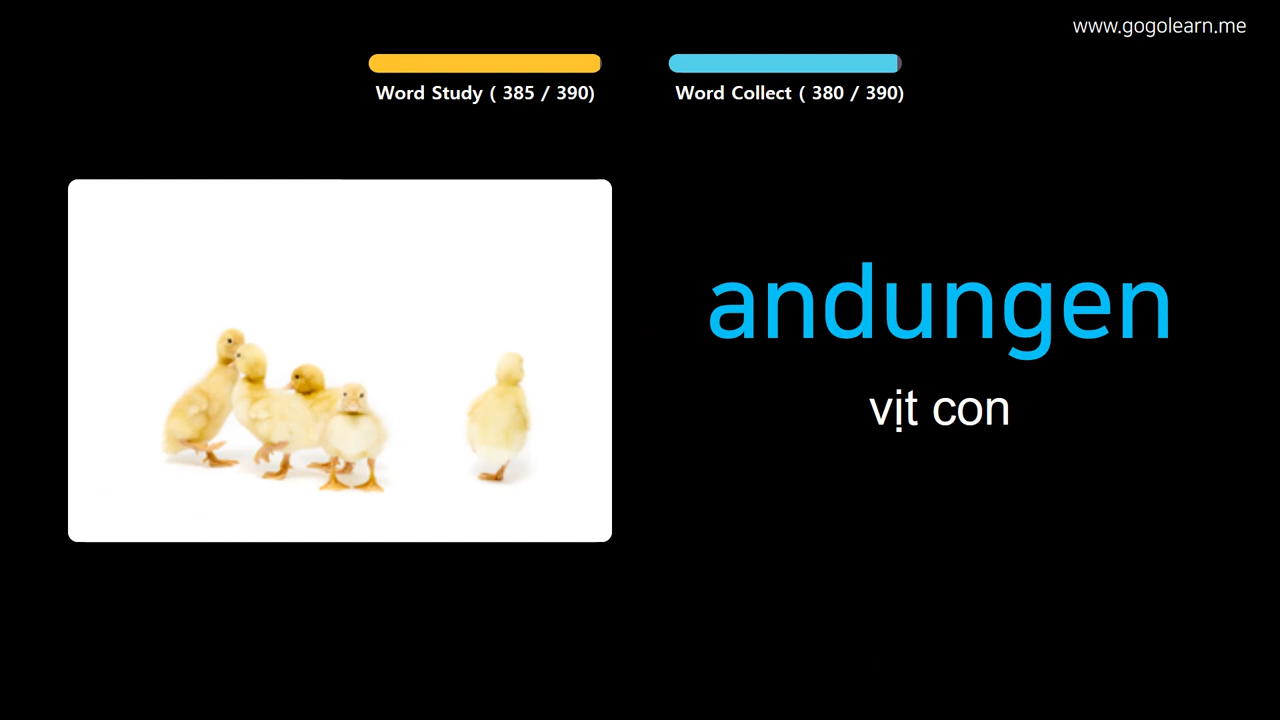 www.gogolearn.me
Word Study ( 385 / 390)
Word Collect ( 380 / 390)
andungen
vịt con